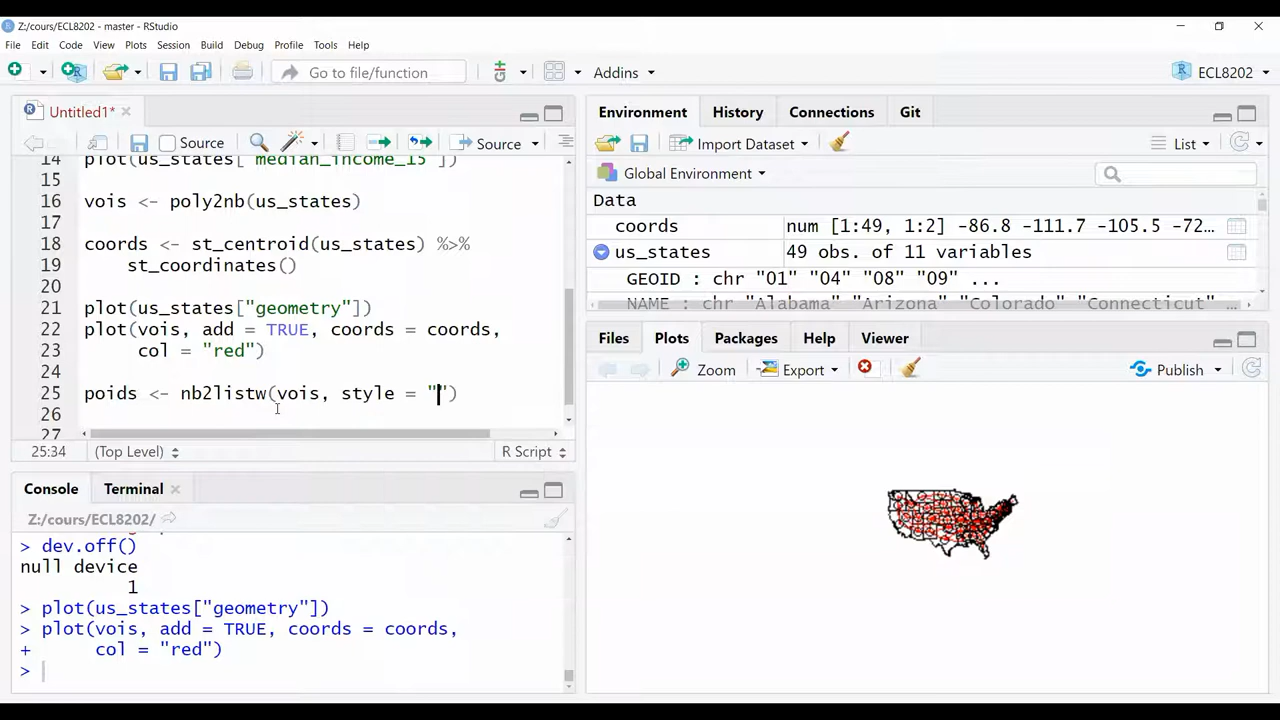 Z:/cours/ECL8202 - master - RStudio
File Edit Code View Plots Session Build Debug Profile Tools Help
Go to file/function Addins ECL8202
Untitled1*
Source Source
14 plot(us_states["median_income_15"])
15
16 vois <- poly2nb(us_states)
17
18 coords <- st_centroid(us_states) %>%
19 st_coordinates()
20
21 plot(us_states["geometry"])
22 plot(vois, add = TRUE, coords = coords,
23 col = "red")
24
25 poids <- nb2listw(vois, style = "")
26
27
25:34 (Top Level) R Script
Console Terminal
Z:/cours/ECL8202/
> dev.off()
null device
1
> plot(us_states["geometry"])
> plot(vois, add = TRUE, coords = coords,
+ col = "red")
>
Environment History Connections Git
Import Dataset List
Global Environment
Data
coords num [1:49, 1:2] -86.8 -111.7 -105.5 -72...
us_states 49 obs. of 11 variables
GEOID : chr "01" "04" "08" "09" ...
NAME : chr "Alabama" "Arizona" "Colorado" "Connecticut" ...
Files Plots Packages Help Viewer
Zoom Export Publish